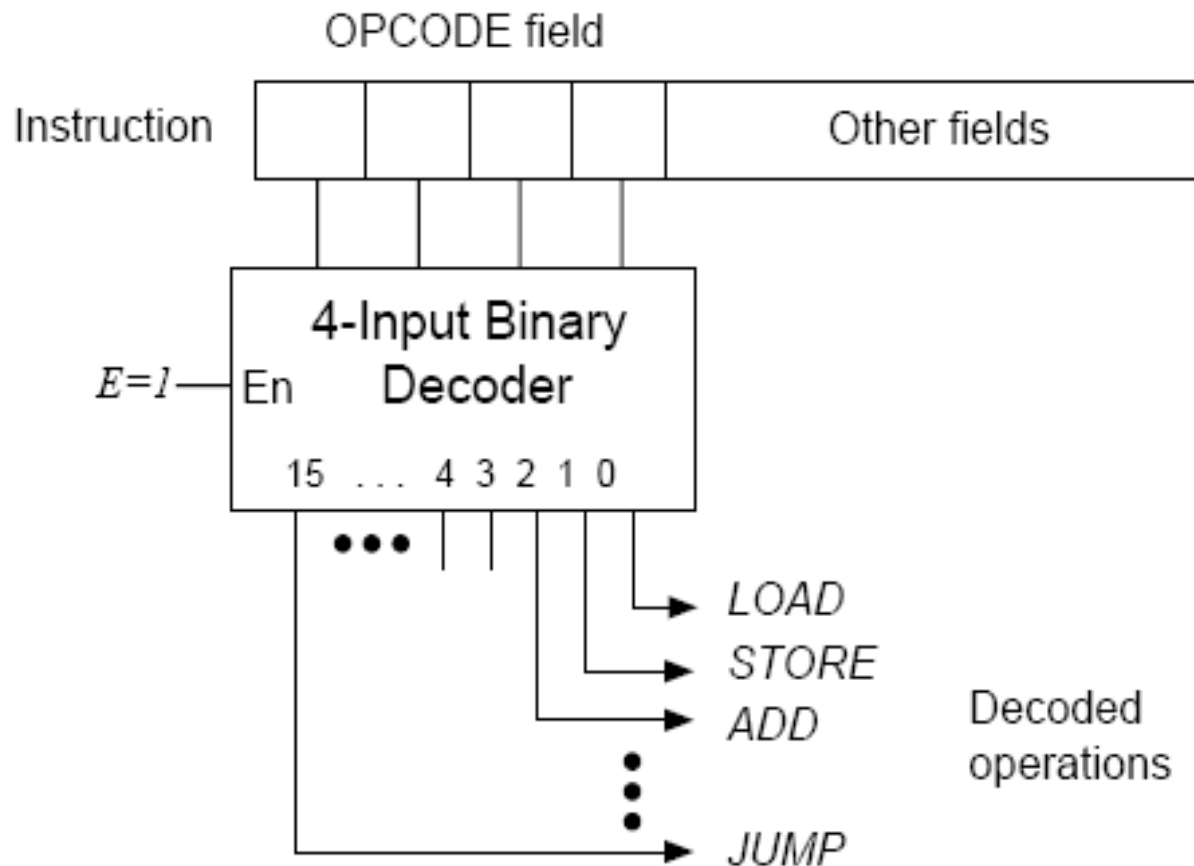 OPCODE field
Instruction
Other fields
4-Input Binary
Decoder
E=1
En
15 . . . 4 3 2 1 0
LOAD
STORE
ADD
Decoded
operations
JUMP